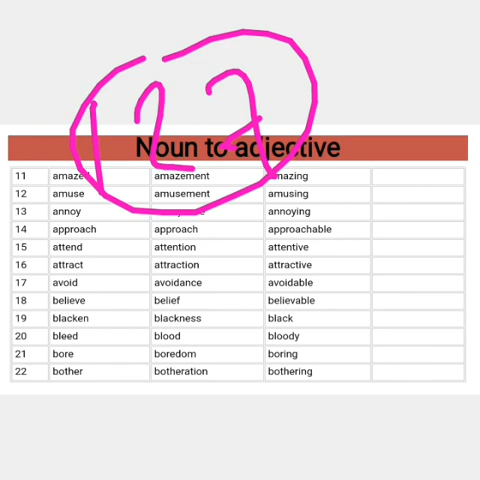 127
Noun to adjective
11 amaze amazement amazing
12 amuse amusement amusing
13 annoy annoying
14 approach approach approachable
15 attend attention attentive
16 attract attraction attractive
17 avoid avoidance avoidable
18 believe belief believable
19 blacken blackness black
20 bleed blood bloody
21 bore boredom boring
22 bother botheration bothering